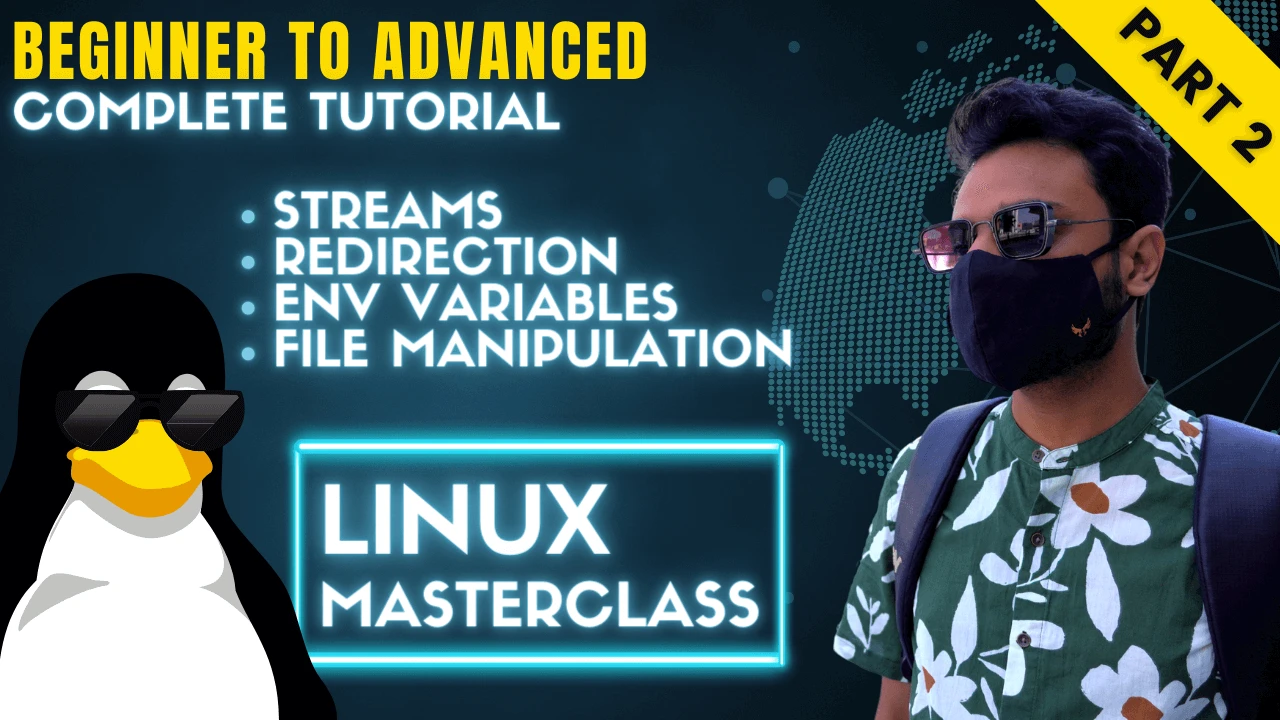 BEGINNER TO ADVANCED
COMPLETE TUTORIAL
PART 2
• STREAMS
• REDIRECTION
• ENV VARIABLES
• FILE MANIPULATION
LINUX
MASTERCLASS